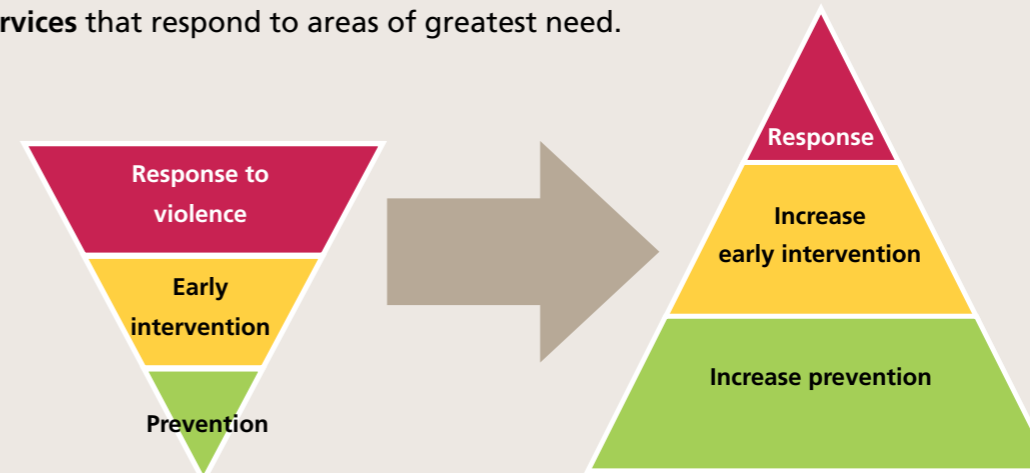 rvices that respond to areas of greatest need.
Response to
violence
Early
intervention
Prevention
Response
Increase
early intervention
Increase prevention